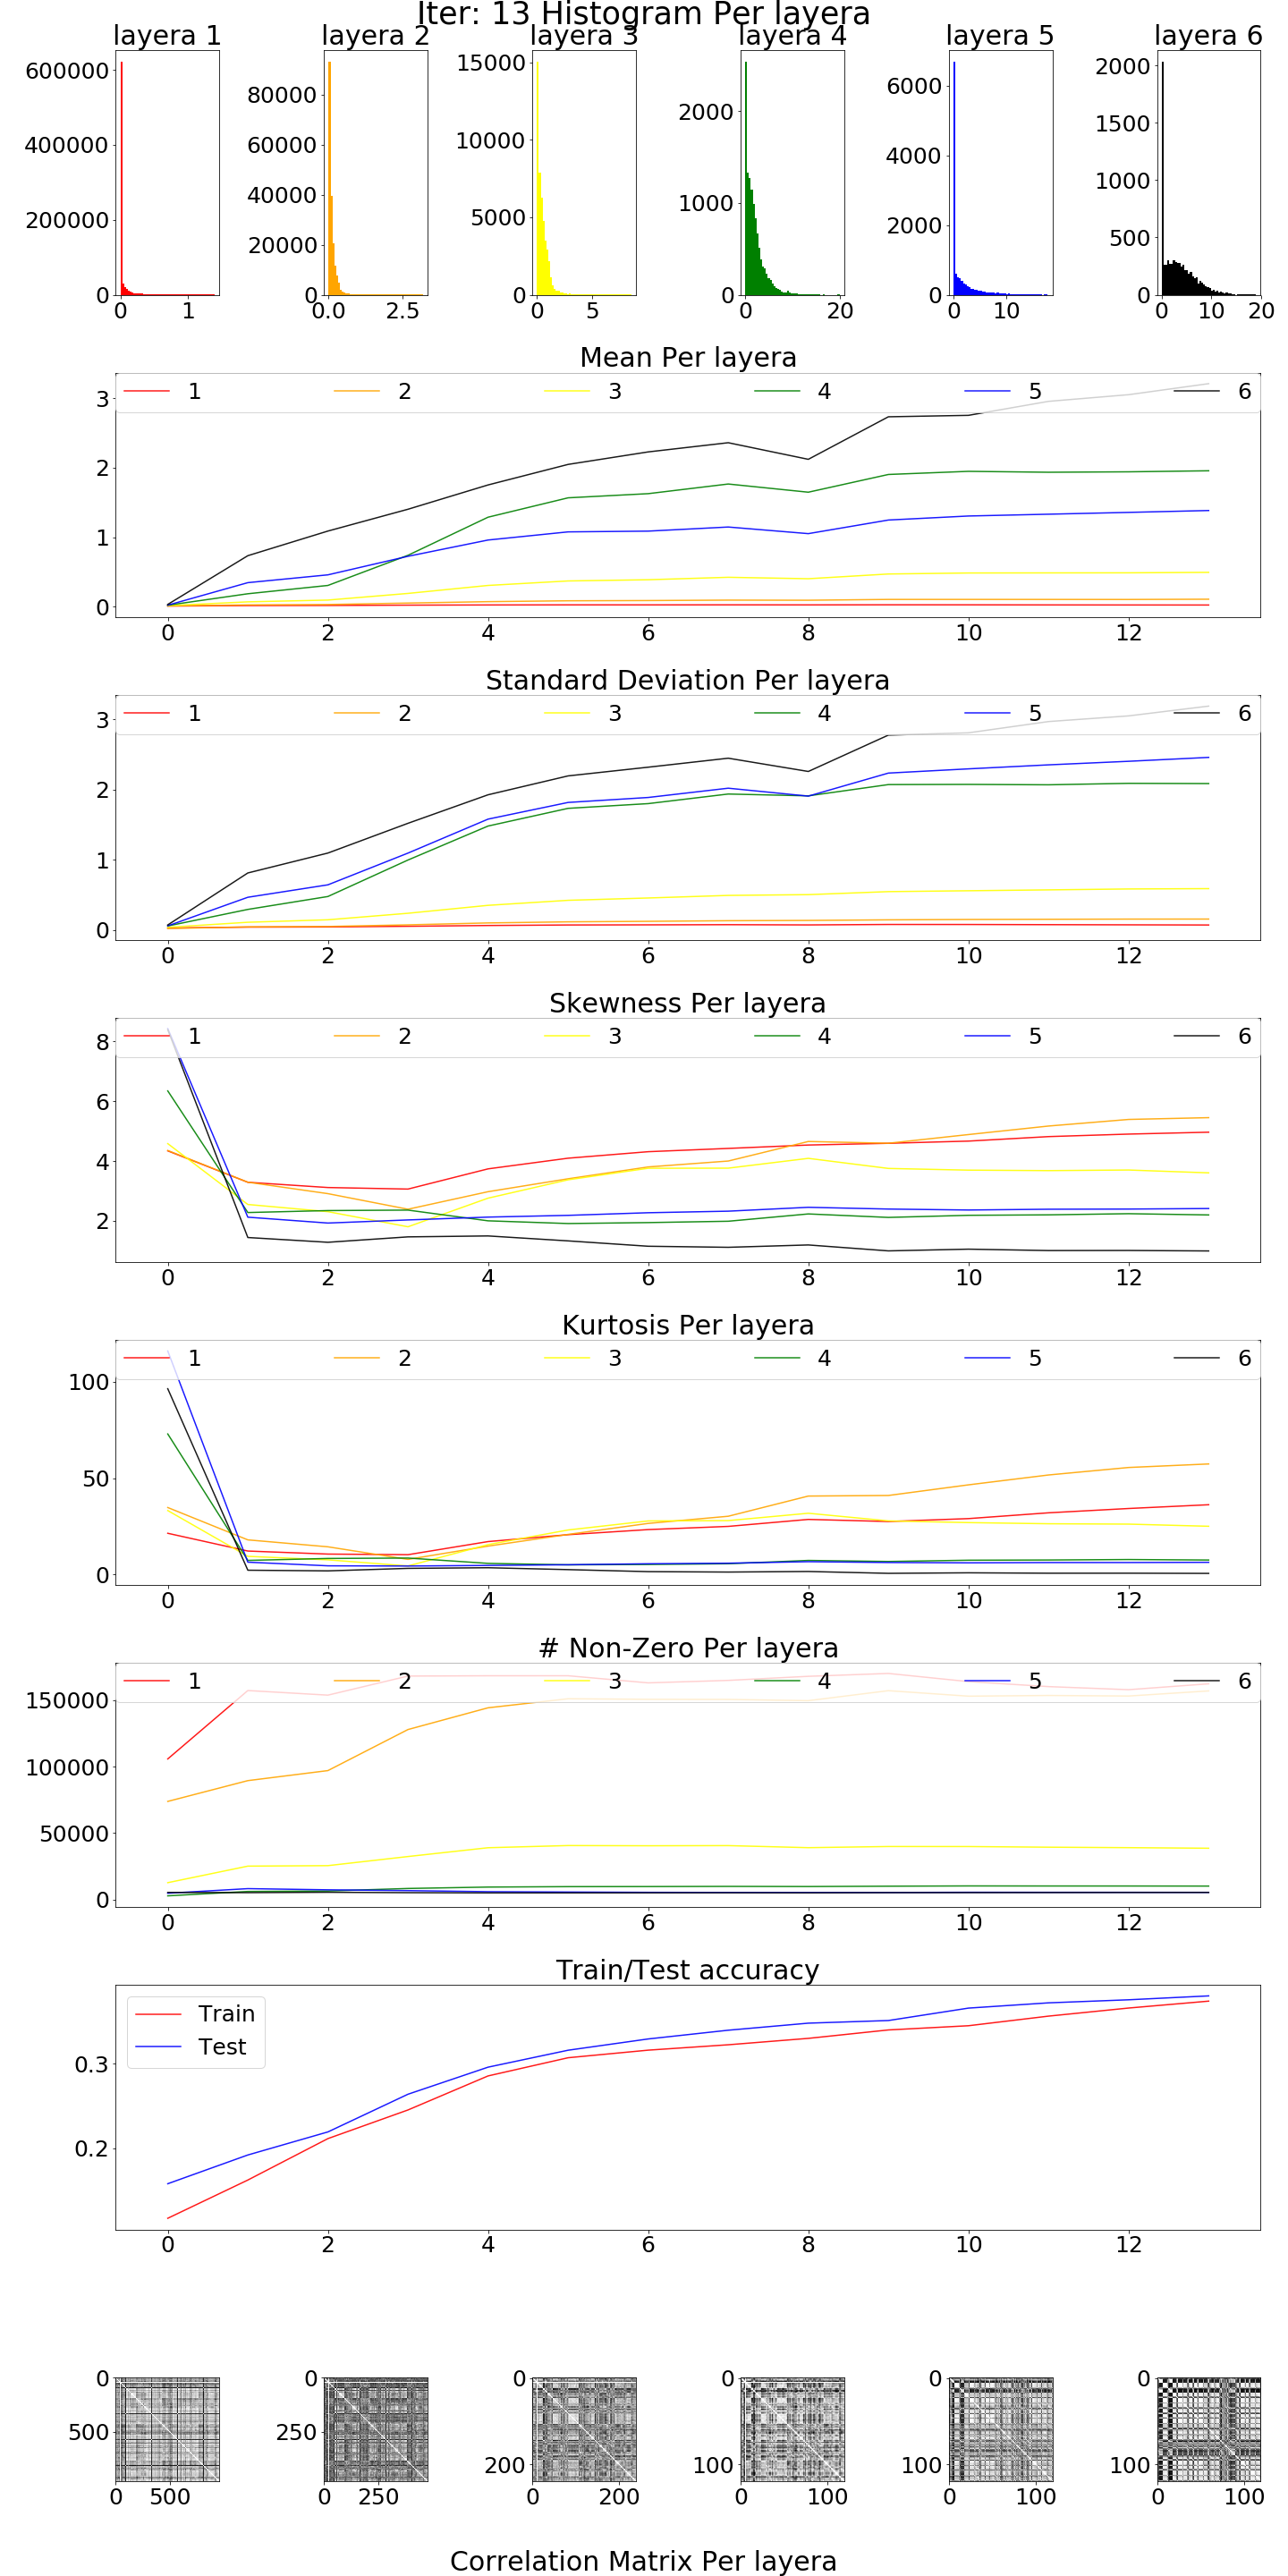 Iter: 13 Histogram Per layera
layera 1 layera 2 layera 3 layera 4 layera 5 layera 6
600000 400000 200000 0
0 1
80000 60000 40000 20000 0
0.0 2.5
15000 10000 5000 0
0 5
2000 1000 0
0 20
6000 4000 2000 0
0 10
2000 1500 1000 500 0
0 10 20
Mean Per layera
1 2 3 4 5 6
3
2
1
0
0 2 4 6 8 10 12
Standard Deviation Per layera
1 2 3 4 5 6
3
2
1
0
0 2 4 6 8 10 12
Skewness Per layera
1 2 3 4 5 6
8
6
4
2
0 2 4 6 8 10 12
Kurtosis Per layera
1 2 3 4 5 6
100
50
0
0 2 4 6 8 10 12
# Non-Zero Per layera
1 2 3 4 5 6
150000
100000
50000
0
0 2 4 6 8 10 12
Train/Test accuracy
Train
Test
0.3
0.2
0 2 4 6 8 10 12
0 500
0 500
0 250
0 250
0 200
0 200
0 100
0 100
0 100
0 100
0 100
0 100
Correlation Matrix Per layera